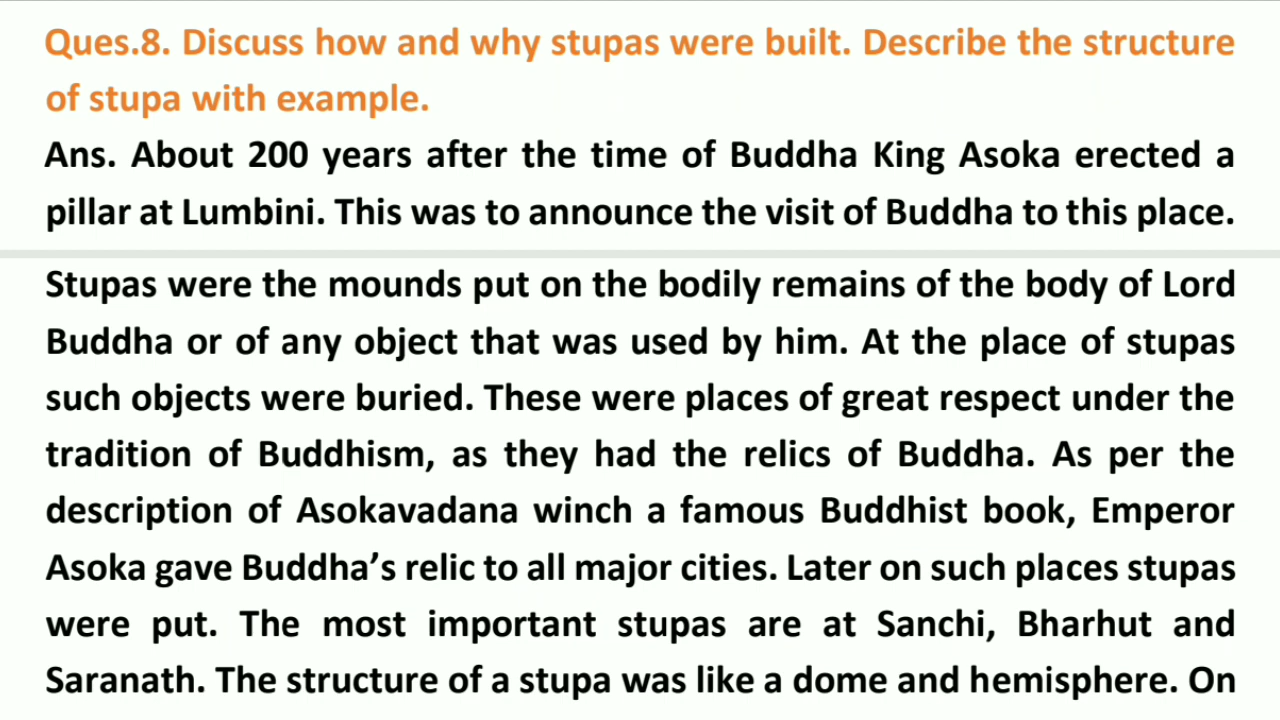 Ques.8. Discuss how and why stupas were built. Describe the structure
of stupa with example.
Ans. About 200 years after the time of Buddha King Asoka erected a
pillar at Lumbini. This was to announce the visit of Buddha to this place.
Stupas were the mounds put on the bodily remains of the body of Lord
Buddha or of any object that was used by him. At the place of stupas
such objects were buried. These were places of great respect under the
tradition of Buddhism, as they had the relics of Buddha. As per the
description of Asokavadana winch a famous Buddhist book, Emperor
Asoka gave Buddha’s relic to all major cities. Later on such places stupas
were put. The most important stupas are at Sanchi, Bharhut and
Saranath. The structure of a stupa was like a dome and hemisphere. On